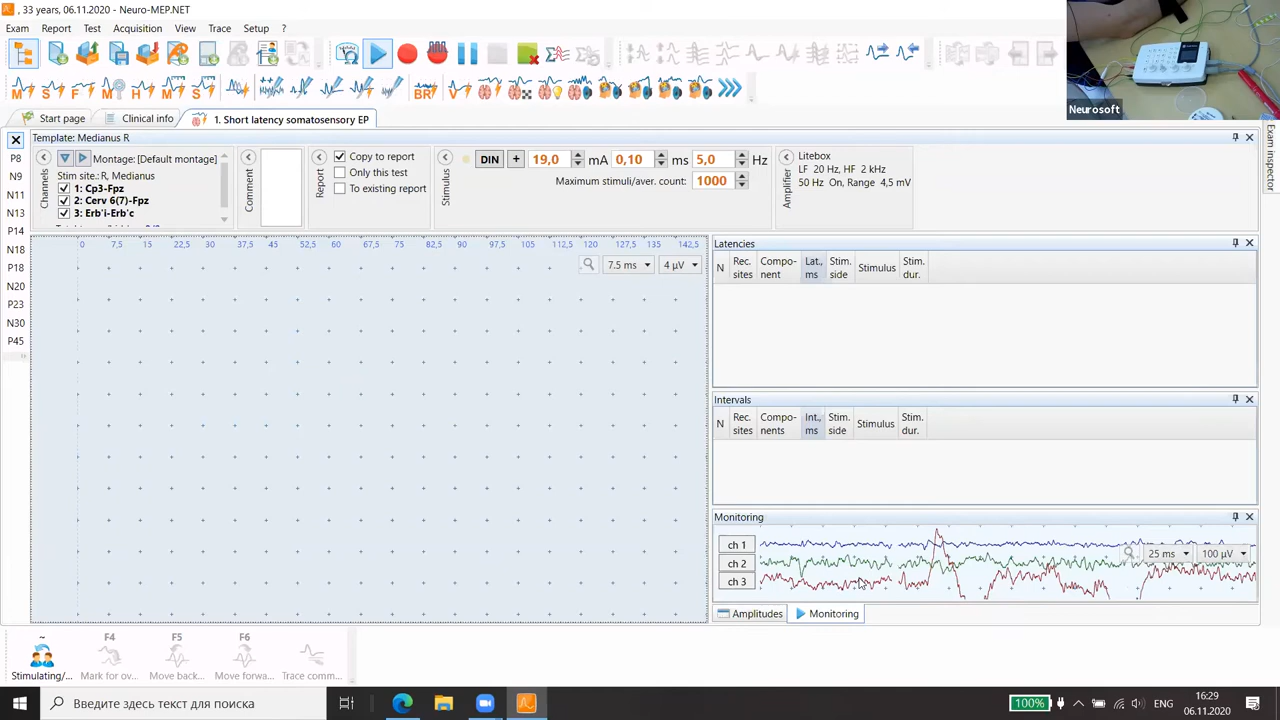 , 33 years, 06.11.2020 - Neuro-MEP.NET
Exam Report Test Acquisition View Trace Setup ?
Neurosoft
M S F M H M S BR V
Start page Clinical info 1. Short latency somatosensory EP
Template: Medianus R
Exam inspector
P8
N9
N11
N13
P14
N18
P18
N20
P23
N30
P45
Channels
Montage: [Default montage]
Stim site.: R, Medianus
1: Cp3-Fpz
2: Cerv 6(7)-Fpz
3: Erb'i-Erb'c
Comment
Report
Copy to report
Only this test
To existing report
Stimulus
DIN + 19,0 mA 0,10 ms 5,0 Hz
Maximum stimuli/aver. count: 1000
Amplifier
Litebox
LF 20 Hz, HF 2 kHz
50 Hz On, Range 4,5 mV
0 7,5 15 22,5 30 37,5 45 52,5 60 67,5 75 82,5 90 97,5 105 112,5 120 127,5 135 142,5
7.5 ms 4 µV
Latencies
N Rec. sites Compo- nent Lat., ms Stim. side Stimulus Stim. dur.
Intervals
N Rec. sites Compo- nents Int., ms Stim. side Stimulus Stim. dur.
Monitoring
ch 1
ch 2
ch 3
25 ms 100 µV
Amplitudes Monitoring
~ F4 F5 F6
Stimulating/... Mark for ov... Move back... Move forwa... Trace comm...
Введите здесь текст для поиска
100% ENG
16:29
06.11.2020